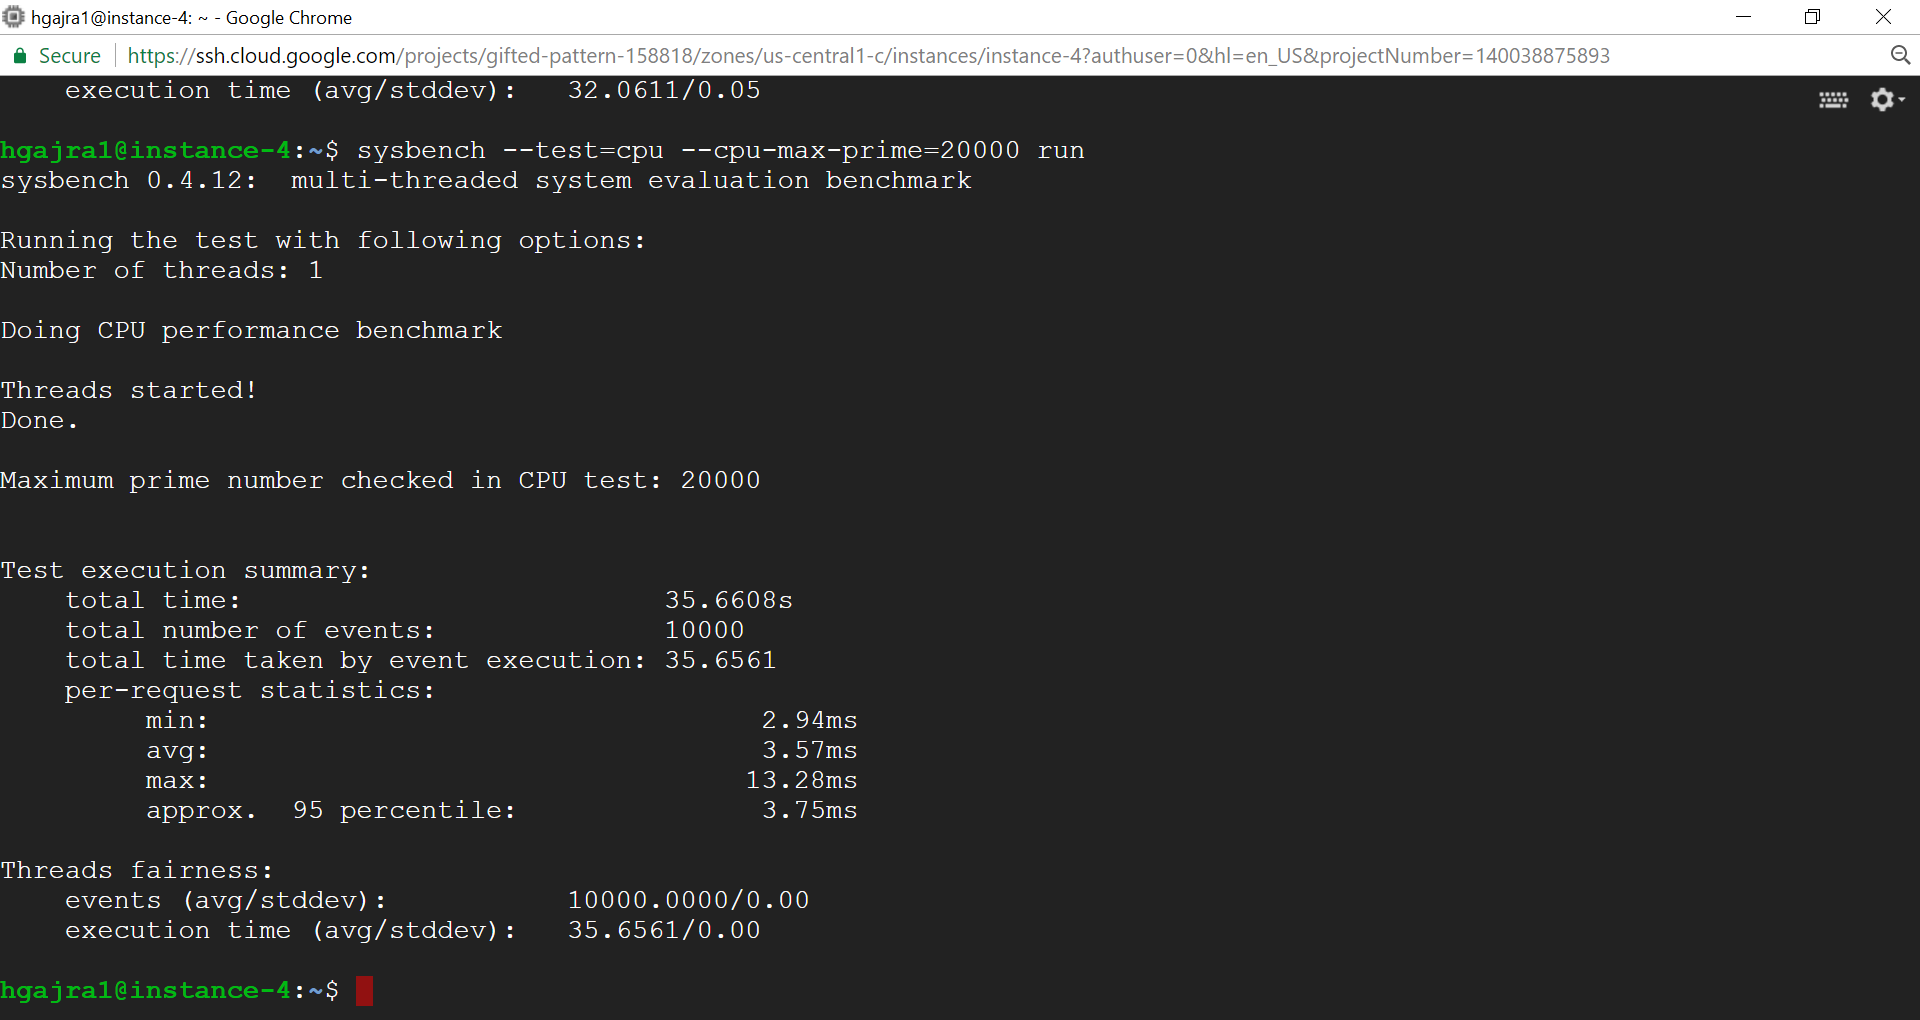 hgajra1@instance-4: ~ - Google Chrome
Secure https://ssh.cloud.google.com/projects/gifted-pattern-158818/zones/us-central1-c/instances/instance-4?authuser=0&hl=en_US&projectNumber=140038875893
execution time (avg/stddev):   32.0611/0.05
hgajra1@instance-4:~$ sysbench --test=cpu --cpu-max-prime=20000 run
sysbench 0.4.12:  multi-threaded system evaluation benchmark
Running the test with following options:
Number of threads: 1
Doing CPU performance benchmark
Threads started!
Done.
Maximum prime number checked in CPU test: 20000
Test execution summary:
total time:                          35.6608s
total number of events:              10000
total time taken by event execution: 35.6561
per-request statistics:
min:                                  2.94ms
avg:                                  3.57ms
max:                                 13.28ms
approx.  95 percentile:               3.75ms
Threads fairness:
events (avg/stddev):           10000.0000/0.00
execution time (avg/stddev):   35.6561/0.00
hgajra1@instance-4:~$